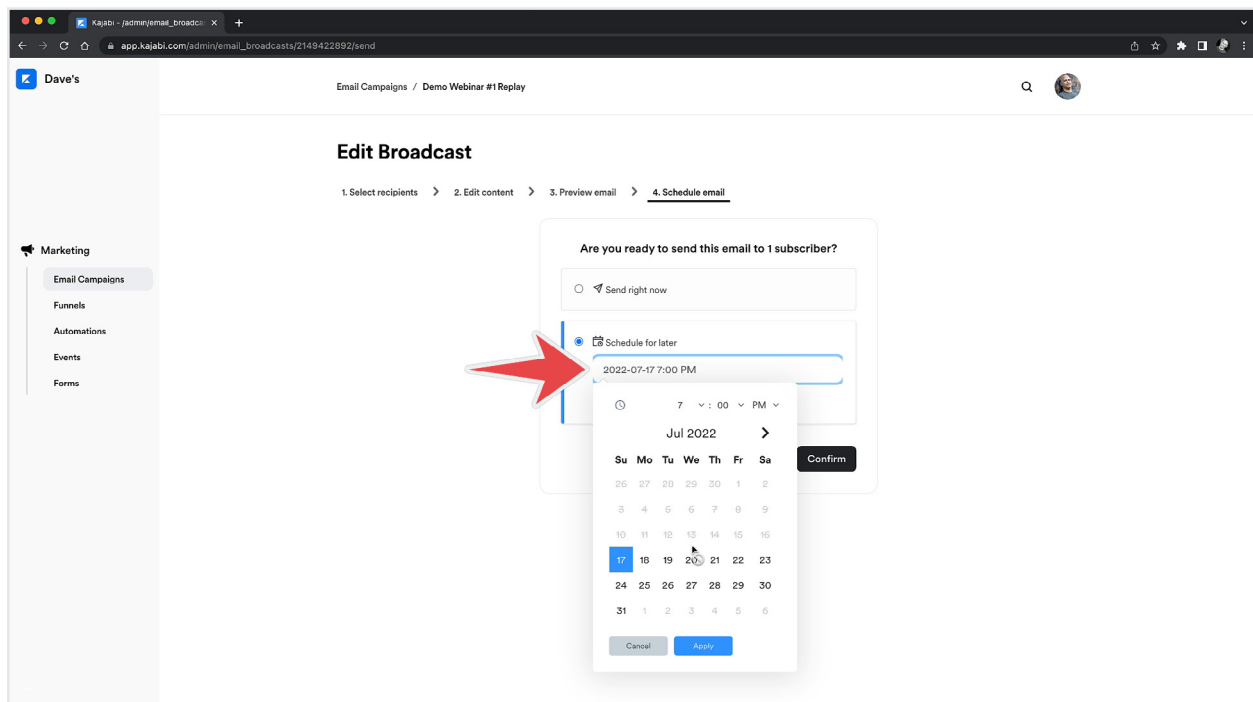 Kajabi - /admin/email_broadca
app.kajabi.com/admin/email_broadcasts/2149422892/send
Dave's
Email Campaigns / Demo Webinar #1 Replay
Edit Broadcast
1. Select recipients > 2. Edit content > 3. Preview email > 4. Schedule email
Marketing
Email Campaigns
Funnels
Automations
Events
Forms
Are you ready to send this email to 1 subscriber?
Send right now
Schedule for later
2022-07-17 7:00 PM
7 : 00 PM
Jul 2022
Su Mo Tu We Th Fr Sa
26 27 28 29 30 1 2
3 4 5 6 7 8 9
10 11 12 13 14 15 16
17 18 19 20 21 22 23
24 25 26 27 28 29 30
31 1 2 3 4 5 6
Cancel Apply
Confirm